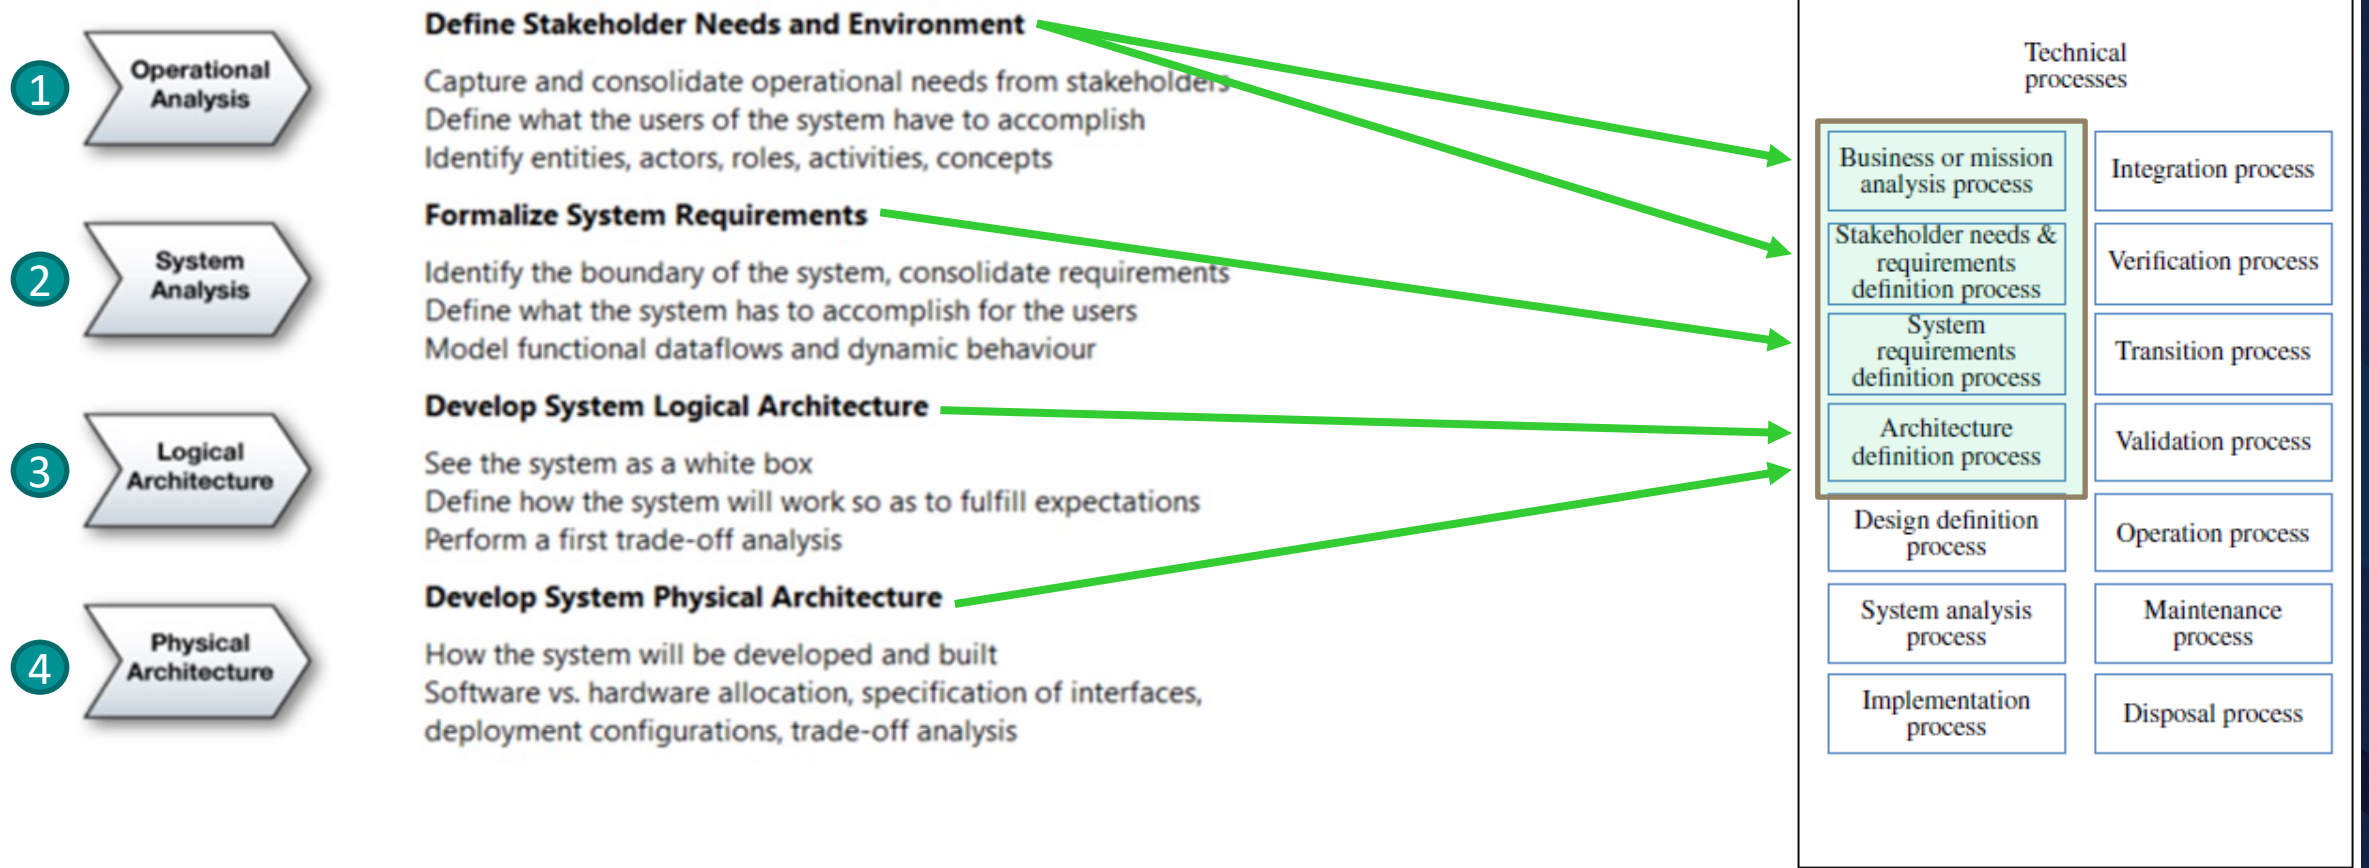 1
Operational
Analysis
Define Stakeholder Needs and Environment
Capture and consolidate operational needs from stakeholders
Define what the users of the system have to accomplish
Identify entities, actors, roles, activities, concepts
2
System
Analysis
Formalize System Requirements
Identify the boundary of the system, consolidate requirements
Define what the system has to accomplish for the users
Model functional dataflows and dynamic behaviour
3
Logical
Architecture
Develop System Logical Architecture
See the system as a white box
Define how the system will work so as to fulfill expectations
Perform a first trade-off analysis
4
Physical
Architecture
Develop System Physical Architecture
How the system will be developed and built
Software vs. hardware allocation, specification of interfaces,
deployment configurations, trade-off analysis
Technical
processes
Business or mission
analysis process
Stakeholder needs &
requirements
definition process
System
requirements
definition process
Architecture
definition process
Design definition
process
System analysis
process
Implementation
process
Integration process
Verification process
Transition process
Validation process
Operation process
Maintenance
process
Disposal process